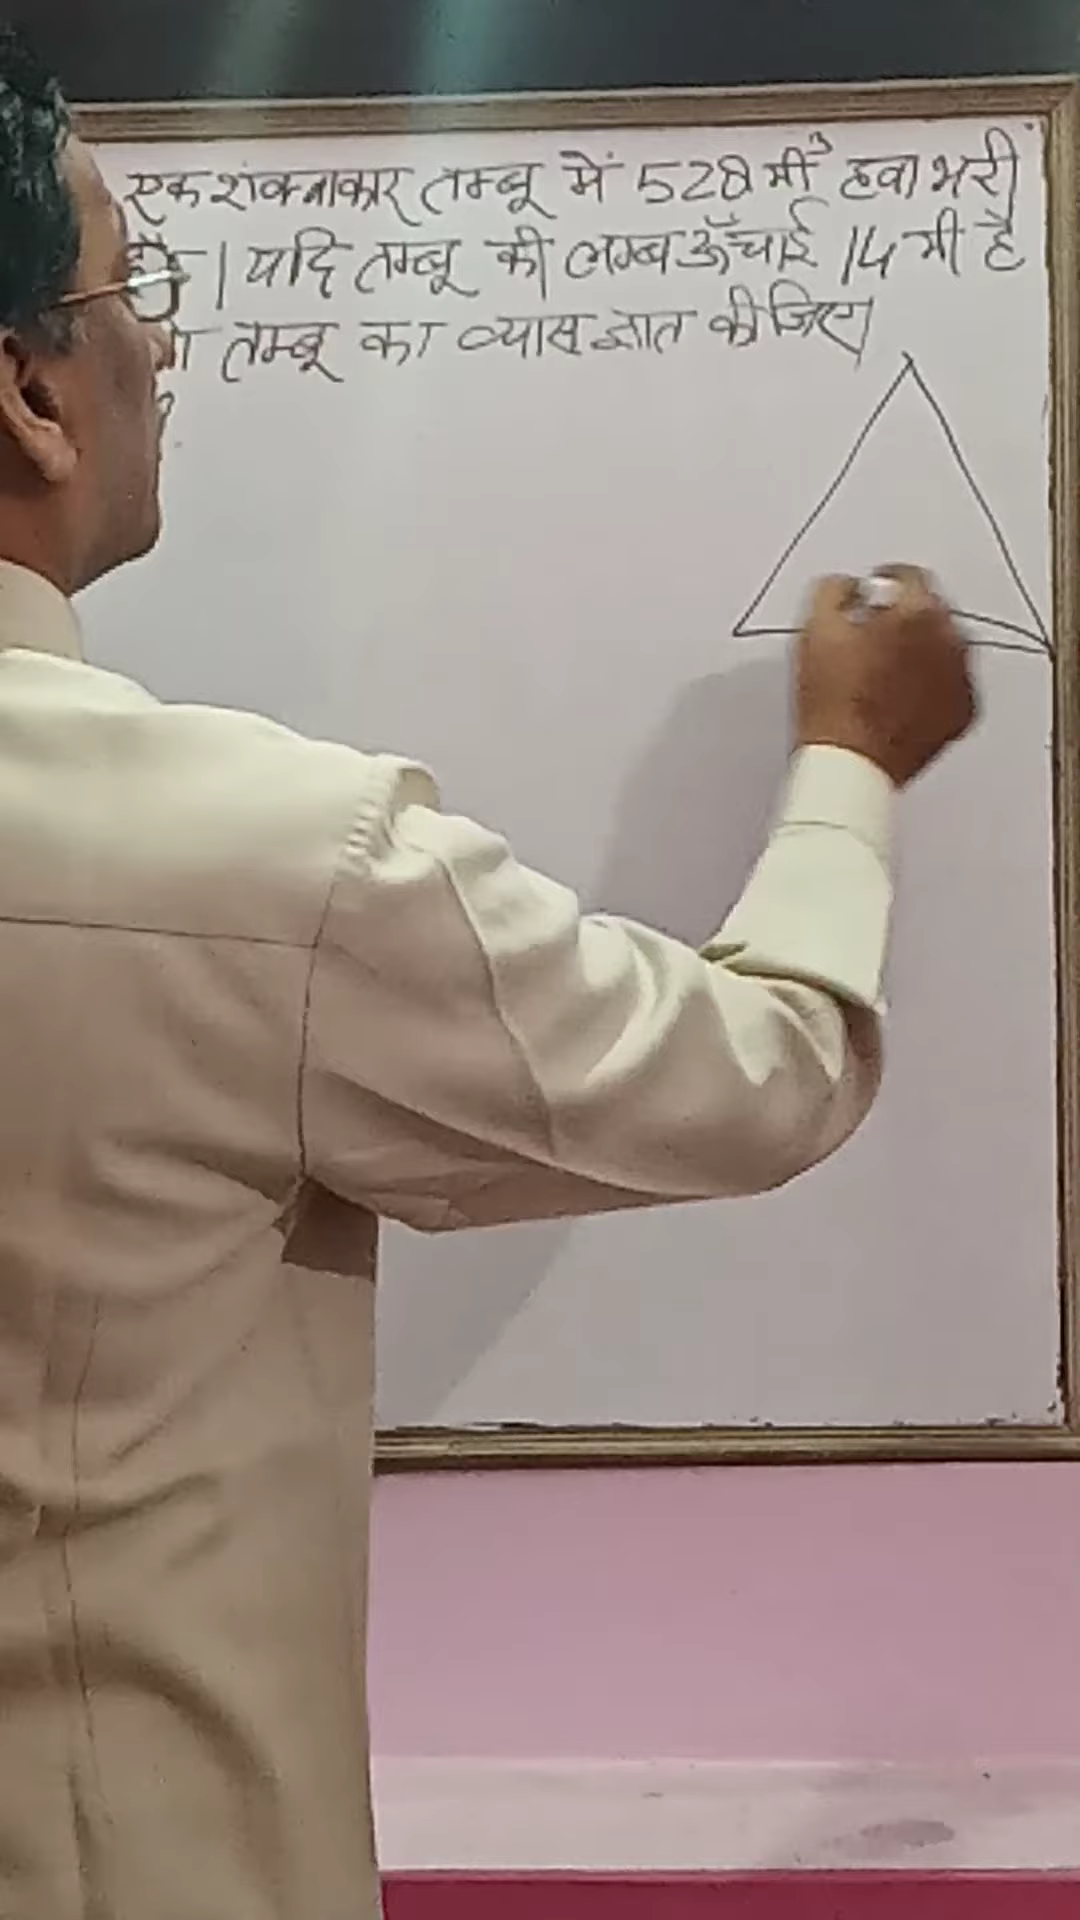 एक शंक्वाकार तम्बू में 528 मी³ हवा भरी
है। यदि तम्बू की लम्ब ऊँचाई 14 मी है
तम्बू का व्यास ज्ञात कीजिए।